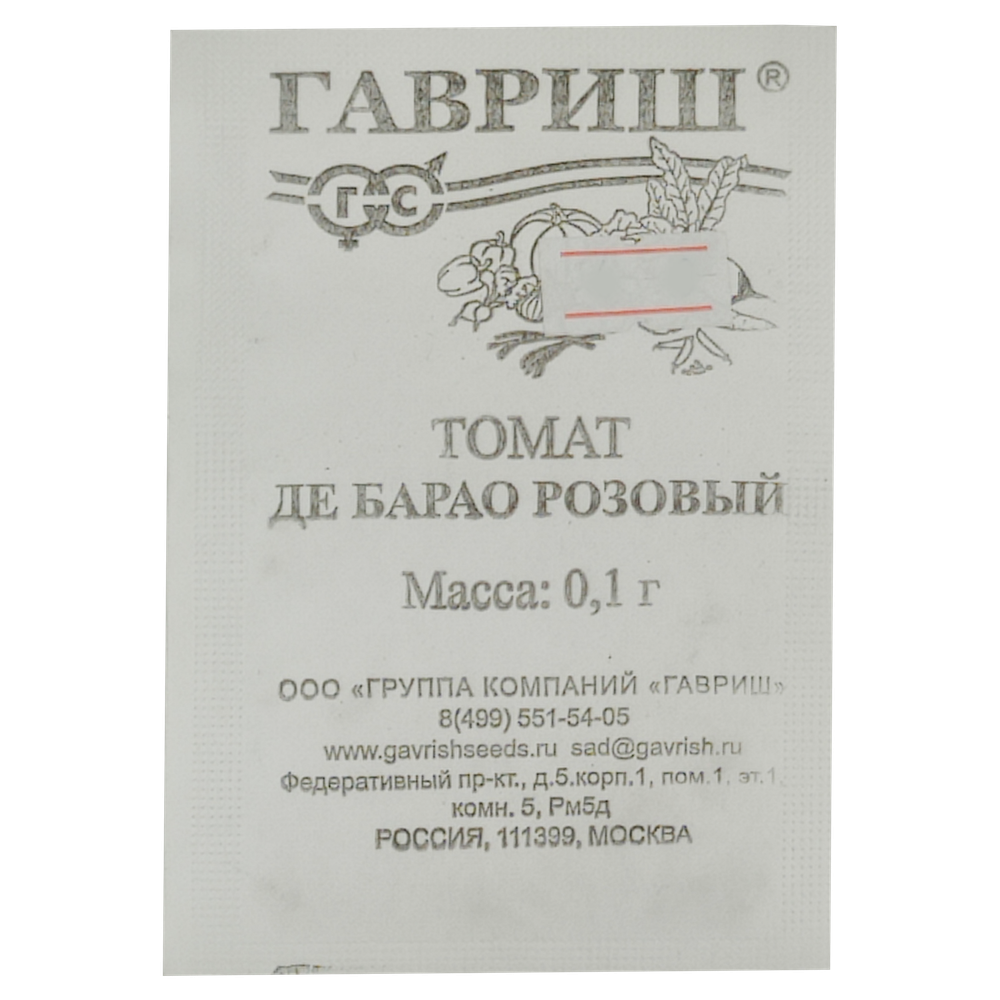 ГАВРИШ®
Г С
ТОМАТ
ДЕ БАРАО РОЗОВЫЙ
Масса: 0,1 г
ООО «ГРУППА КОМПАНИЙ «ГАВРИШ»
8(499) 551-54-05
www.gavrishseeds.ru sad@gavrish.ru
Федеративный пр-кт., д.5.корп.1, пом.1, эт.1,
комн. 5, Рм5д
РОССИЯ, 111399, МОСКВА